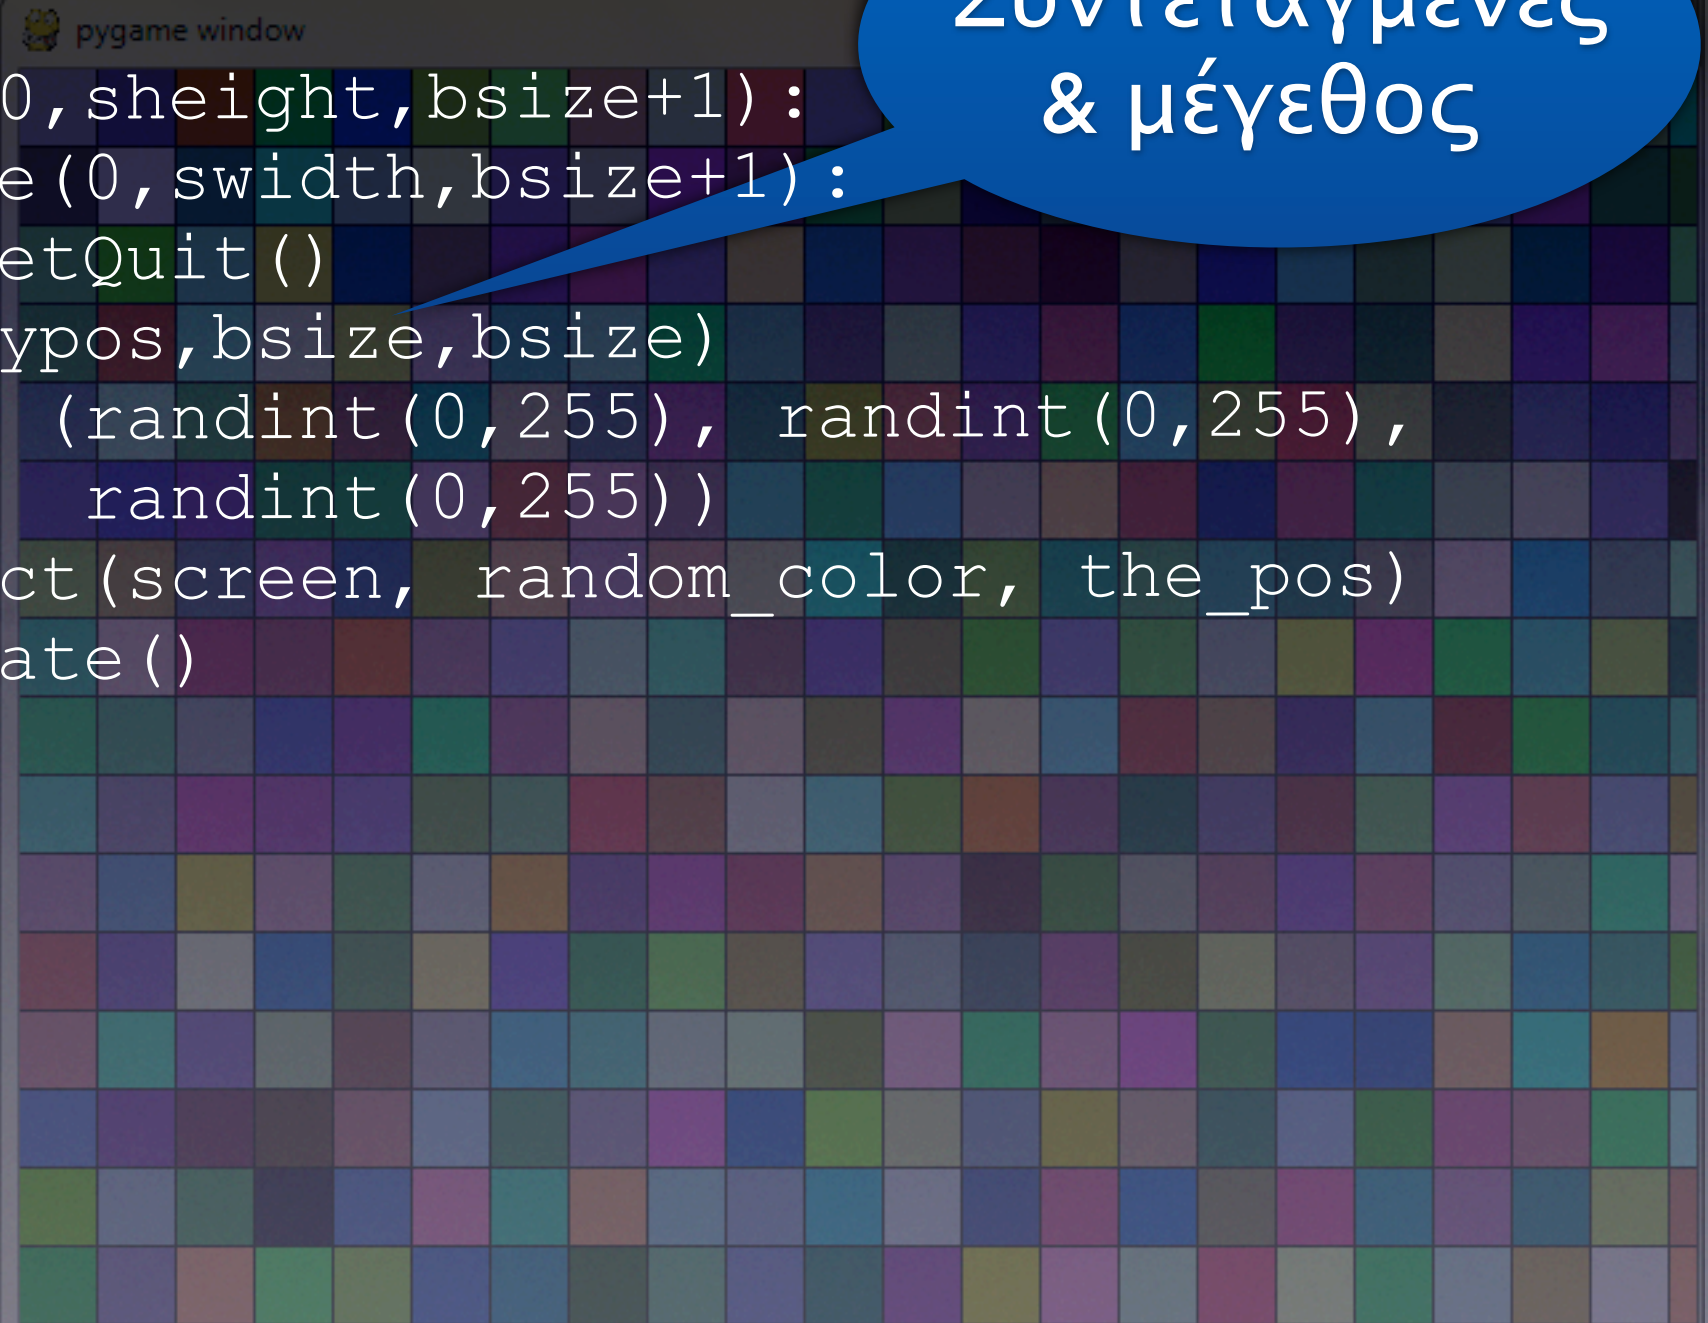 pygame window
Συντεταγμένες
& μέγεθος
0,sheight,bsize+1):
e(0,swidth,bsize+1):
etQuit()
ypos,bsize,bsize)
(randint(0,255), randint(0,255),
randint(0,255))
ct(screen, random_color, the_pos)
ate()